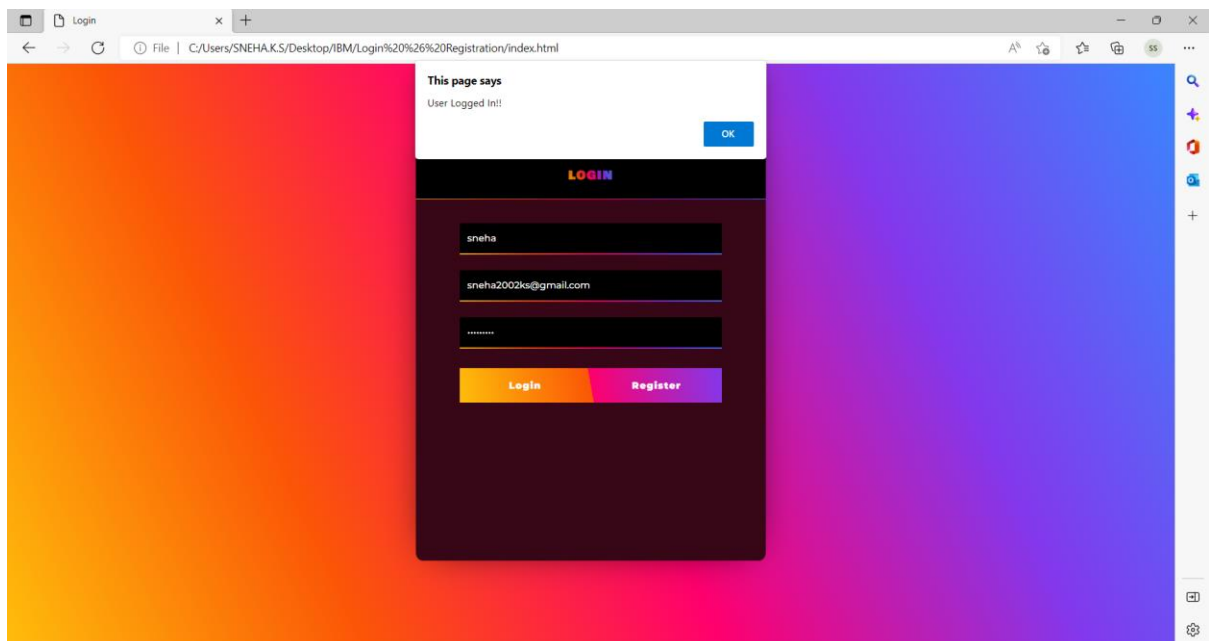 Login
File | C:/Users/SNEHA.K.S/Desktop/IBM/Login%20%26%20Registration/index.html
SS
This page says
User Logged In!!
OK
LOGIN
sneha
sneha2002ks@gmail.com
•••••••••
Login Register